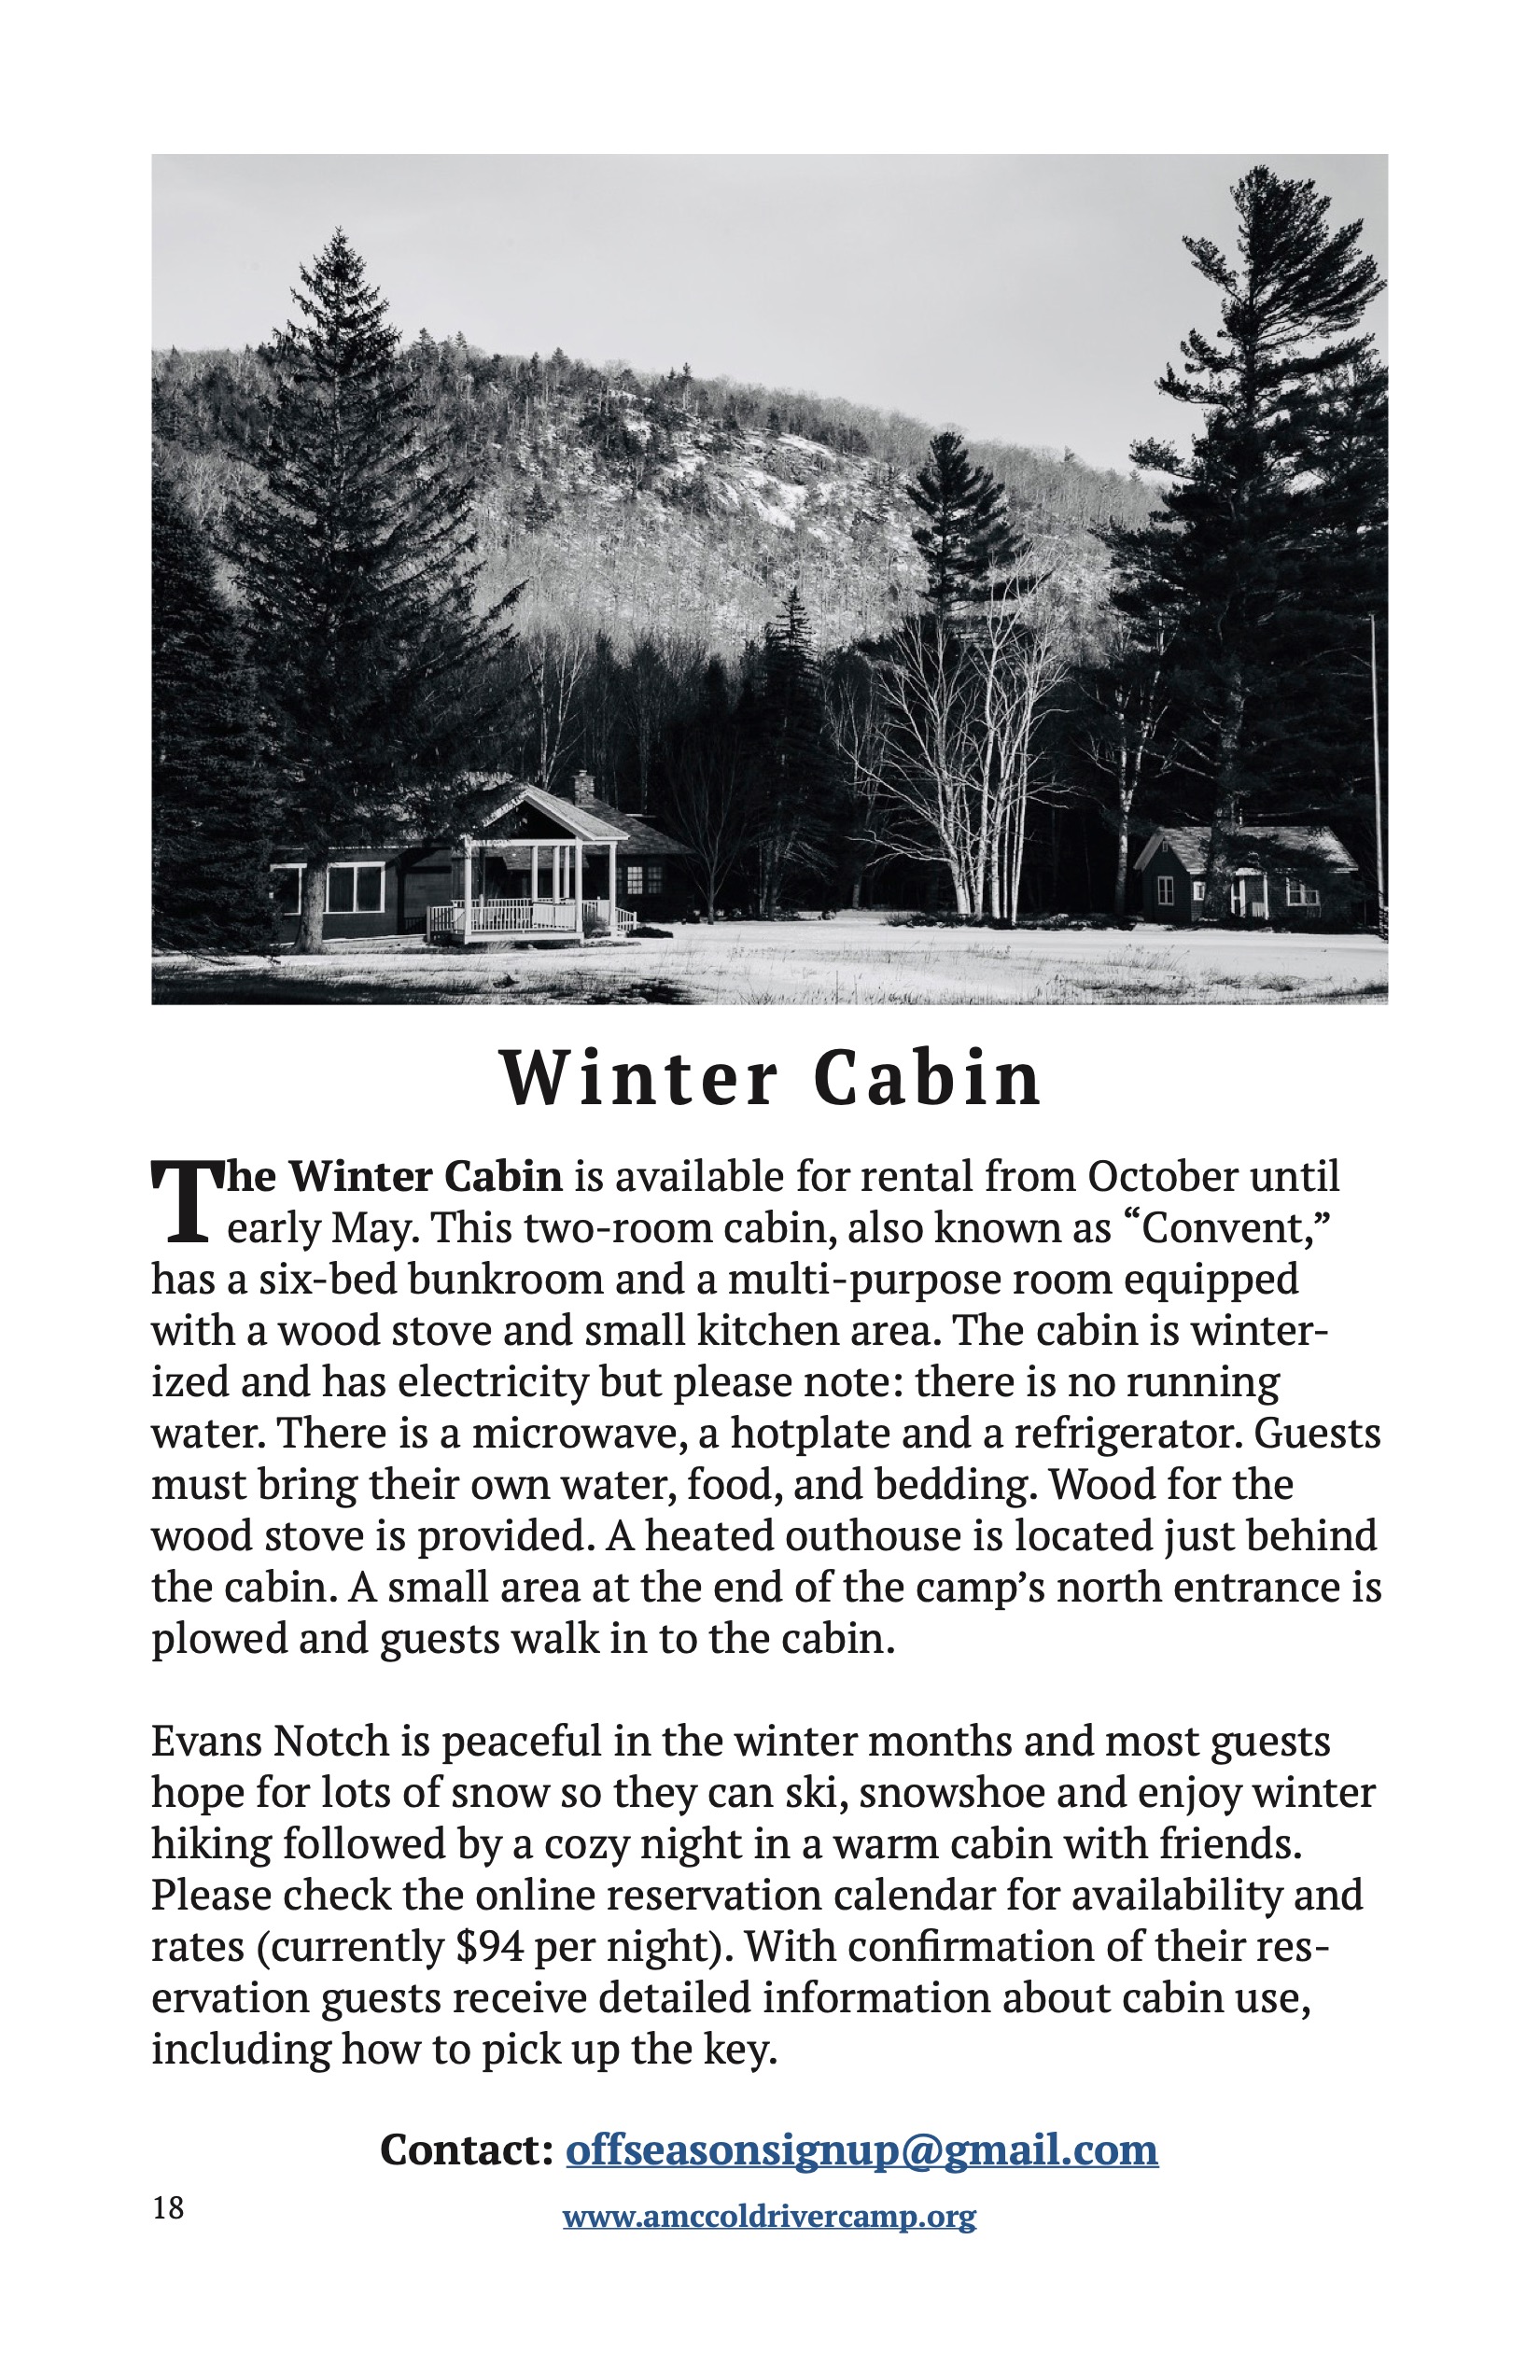 Winter Cabin
The Winter Cabin is available for rental from October until
early May. This two-room cabin, also known as “Convent,”
has a six-bed bunkroom and a multi-purpose room equipped
with a wood stove and small kitchen area. The cabin is winter-
ized and has electricity but please note: there is no running
water. There is a microwave, a hotplate and a refrigerator. Guests
must bring their own water, food, and bedding. Wood for the
wood stove is provided. A heated outhouse is located just behind
the cabin. A small area at the end of the camp’s north entrance is
plowed and guests walk in to the cabin.
Evans Notch is peaceful in the winter months and most guests
hope for lots of snow so they can ski, snowshoe and enjoy winter
hiking followed by a cozy night in a warm cabin with friends.
Please check the online reservation calendar for availability and
rates (currently $94 per night). With confirmation of their res-
ervation guests receive detailed information about cabin use,
including how to pick up the key.
Contact: offseasonsignup@gmail.com
18
www.amccoldrivercamp.org